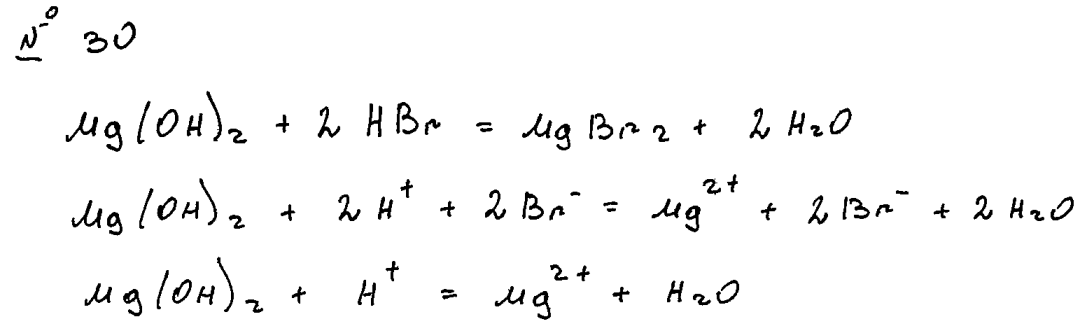 № 30
Mg(OH)₂ + 2 HBr = MgBr₂ + 2 H₂O
Mg(OH)₂ + 2 H⁺ + 2 Br⁻ = Mg²⁺ + 2 Br⁻ + 2 H₂O
Mg(OH)₂ + H⁺ = Mg²⁺ + H₂O